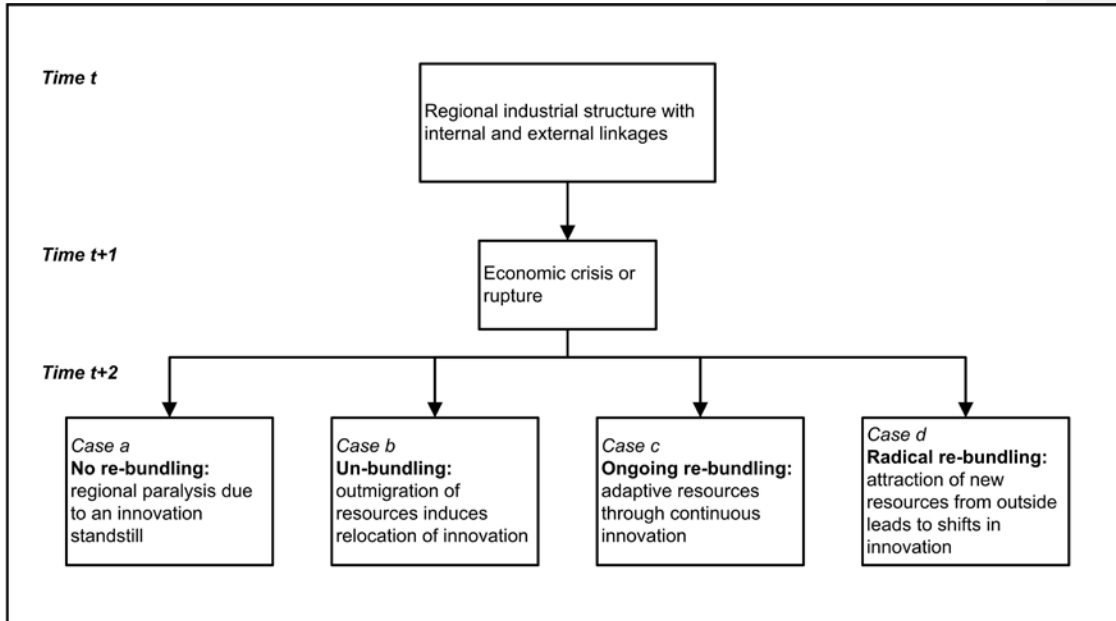 Time t
Regional industrial structure with
internal and external linkages
Time t+1
Economic crisis or
rupture
Time t+2
Case a
No re-bundling:
regional paralysis due
to an innovation
standstill
Case b
Un-bundling:
outmigration of
resources induces
relocation of innovation
Case c
Ongoing re-bundling:
adaptive resources
through continuous
innovation
Case d
Radical re-bundling:
attraction of new
resources from outside
leads to shifts in
innovation